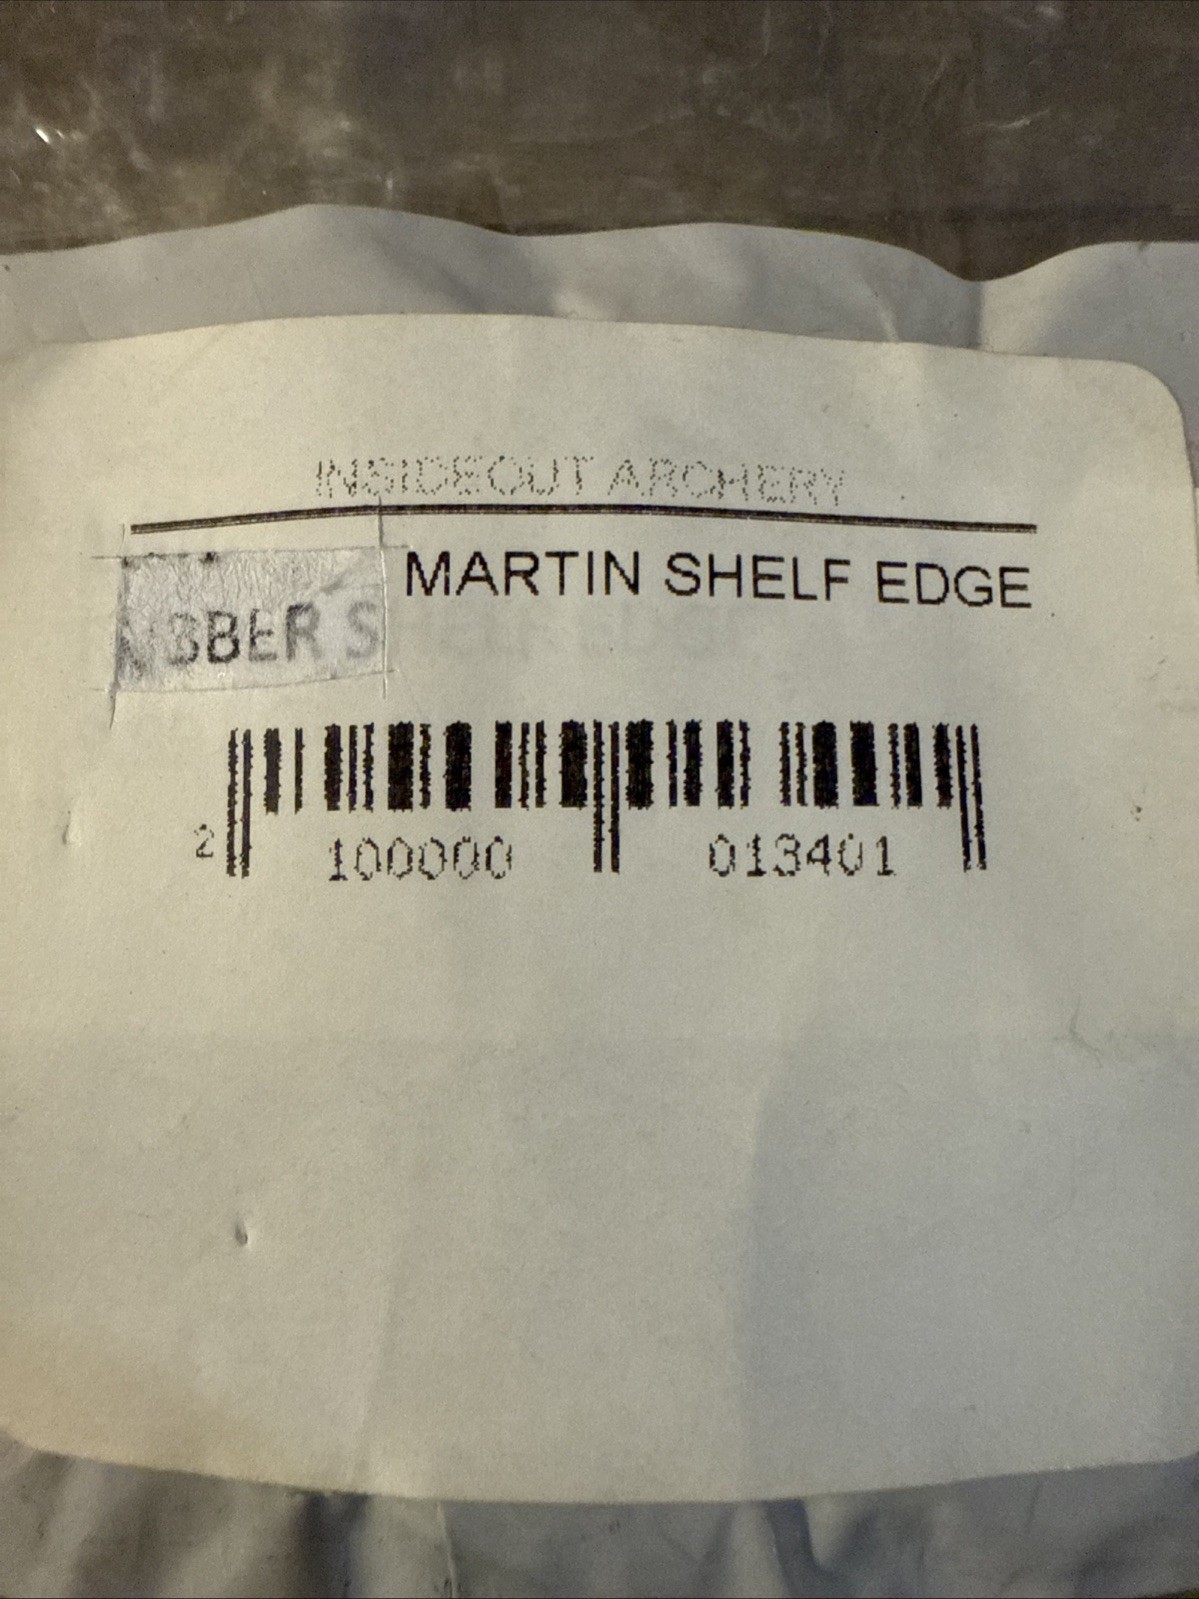 INSIDEOUT ARCHERY
MARTIN SHELF EDGE
2 100000 013401